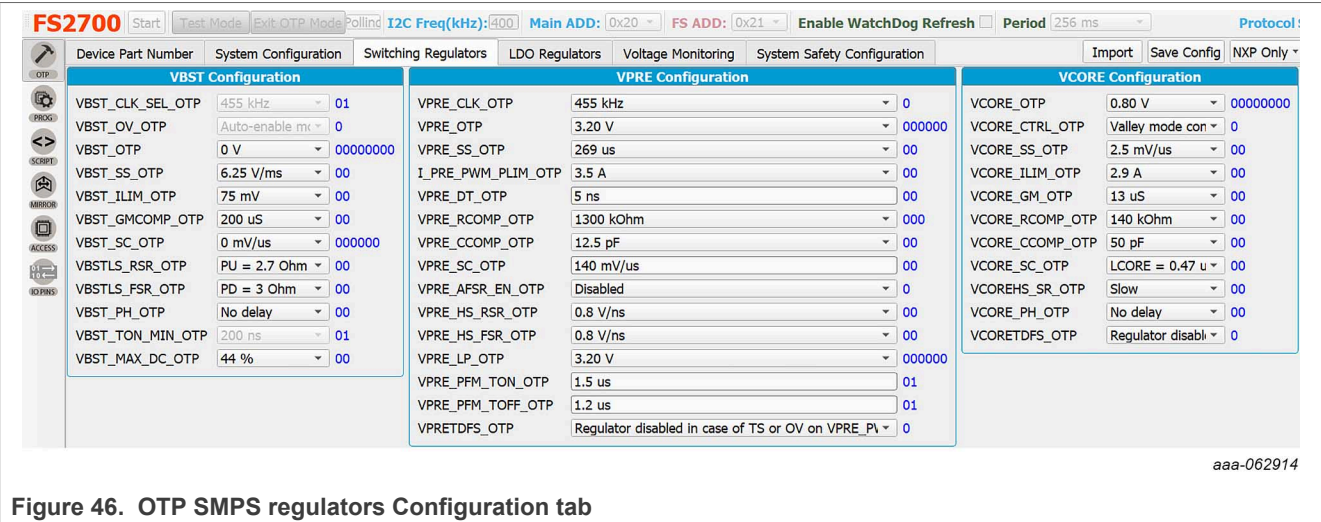 FS2700 Start Test Mode Exit OTP Mode Polling I2C Freq(kHz): 400 Main ADD: 0x20 FS ADD: 0x21 Enable WatchDog Refresh Period 256 ms Protocol
OTP
PROG
SCRIPT
MIRROR
ACCESS
IO PINS
Device Part Number System Configuration Switching Regulators LDO Regulators Voltage Monitoring System Safety Configuration Import Save Config NXP Only
VBST Configuration
VBST_CLK_SEL_OTP 455 kHz 01
VBST_OV_OTP Auto-enable mc 0
VBST_OTP 0 V 00000000
VBST_SS_OTP 6.25 V/ms 00
VBST_ILIM_OTP 75 mV 00
VBST_GMCOMP_OTP 200 uS 00
VBST_SC_OTP 0 mV/us 000000
VBSTLS_RSR_OTP PU = 2.7 Ohm 00
VBSTLS_FSR_OTP PD = 3 Ohm 00
VBST_PH_OTP No delay 00
VBST_TON_MIN_OTP 200 ns 01
VBST_MAX_DC_OTP 44 % 00
VPRE Configuration
VPRE_CLK_OTP 455 kHz 0
VPRE_OTP 3.20 V 000000
VPRE_SS_OTP 269 us 00
I_PRE_PWM_PLIM_OTP 3.5 A 00
VPRE_DT_OTP 5 ns 00
VPRE_RCOMP_OTP 1300 kOhm 000
VPRE_CCOMP_OTP 12.5 pF 00
VPRE_SC_OTP 140 mV/us 00
VPRE_AFSR_EN_OTP Disabled 0
VPRE_HS_RSR_OTP 0.8 V/ns 00
VPRE_HS_FSR_OTP 0.8 V/ns 00
VPRE_LP_OTP 3.20 V 000000
VPRE_PFM_TON_OTP 1.5 us 01
VPRE_PFM_TOFF_OTP 1.2 us 01
VPRETDFS_OTP Regulator disabled in case of TS or OV on VPRE_PV 0
VCORE Configuration
VCORE_OTP 0.80 V 00000000
VCORE_CTRL_OTP Valley mode con 0
VCORE_SS_OTP 2.5 mV/us 00
VCORE_ILIM_OTP 2.9 A 00
VCORE_GM_OTP 13 uS 00
VCORE_RCOMP_OTP 140 kOhm 00
VCORE_CCOMP_OTP 50 pF 00
VCORE_SC_OTP LCORE = 0.47 u 00
VCOREHS_SR_OTP Slow 00
VCORE_PH_OTP No delay 00
VCORETDFS_OTP Regulator disabl 0
aaa-062914
Figure 46. OTP SMPS regulators Configuration tab